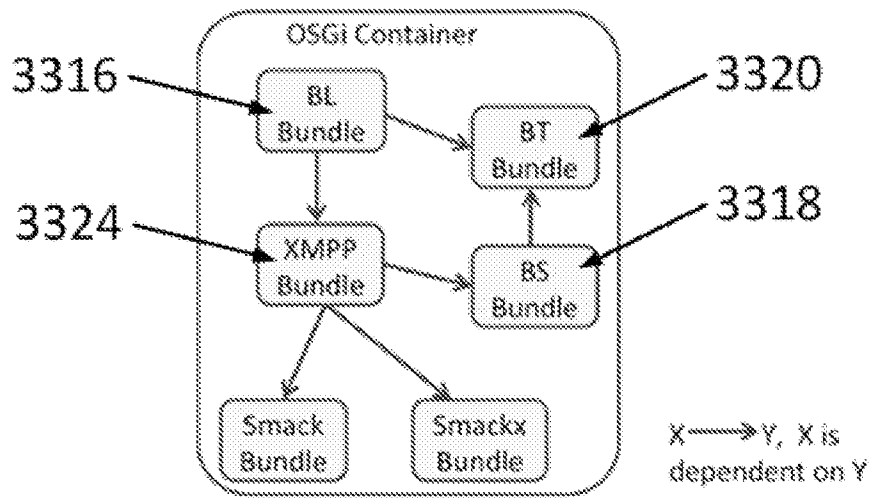 OSGi Container
3316
BL
Bundle
BT
Bundle
3320
3324
XMPP
Bundle
BS
Bundle
3318
Smack
Bundle
Smackx
Bundle
X → Y, X is
dependent on Y